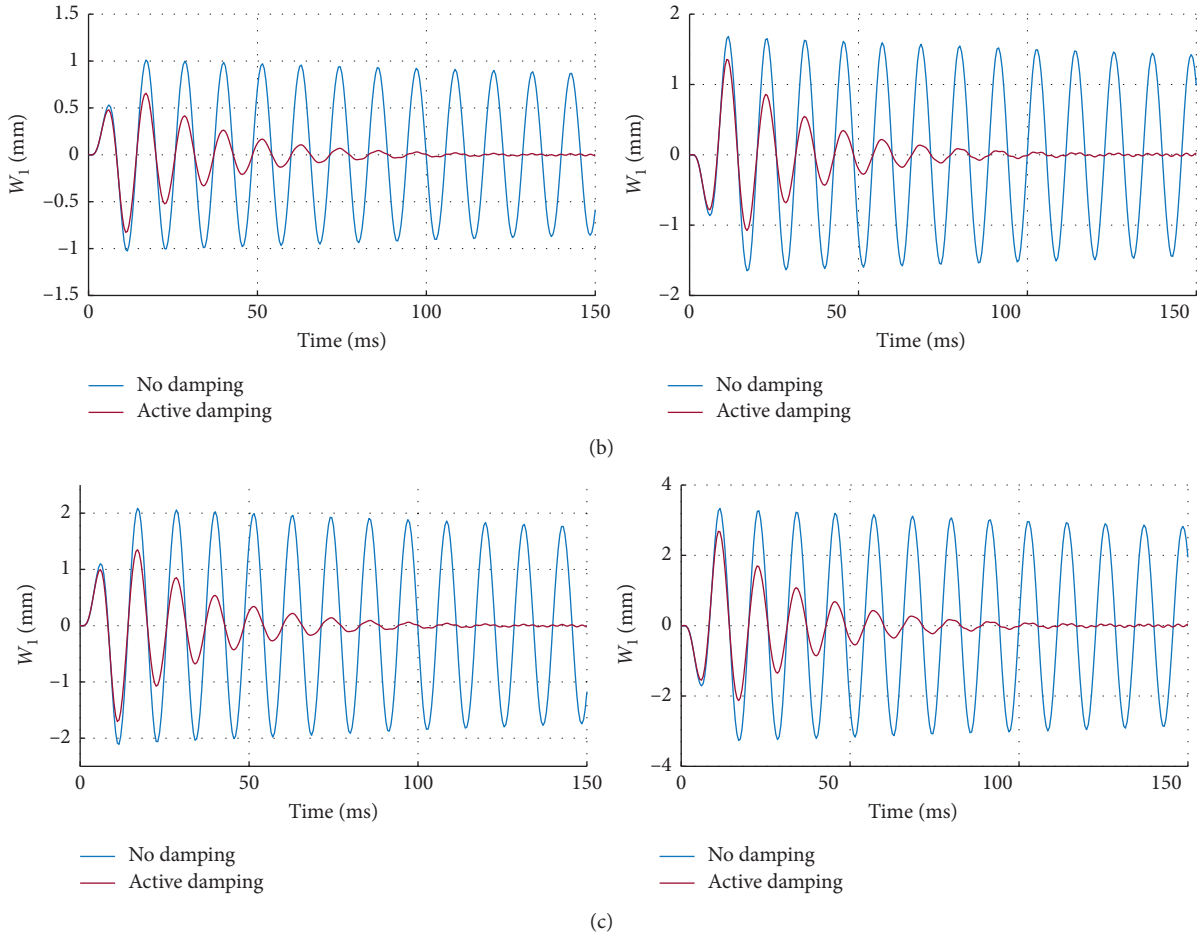 1.5
1
0.5
0
−0.5
−1
−1.5
W1 (mm)
0
50
100
150
Time (ms)
No damping
Active damping
2
1
0
−1
−2
W1 (mm)
0
50
100
150
Time (ms)
No damping
Active damping
(b)
2
1
0
−1
−2
W1 (mm)
0
50
100
150
Time (ms)
No damping
Active damping
4
2
0
−2
−4
W1 (mm)
0
50
100
150
Time (ms)
No damping
Active damping
(c)